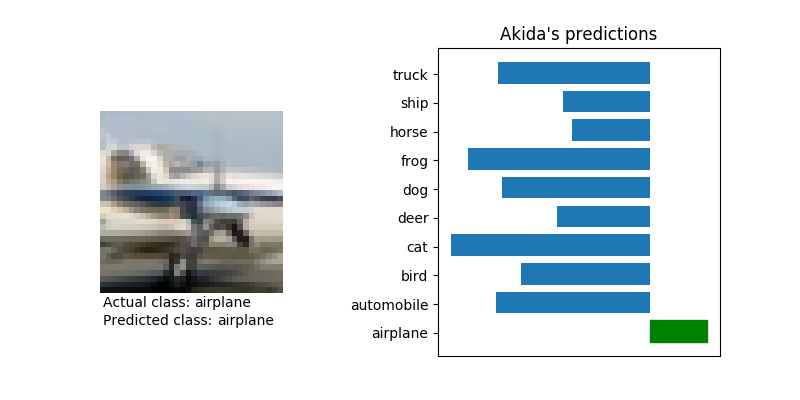 Akida's predictions
truck
ship
horse
frog
dog
deer
cat
bird
automobile
airplane
Actual class: airplane
Predicted class: airplane